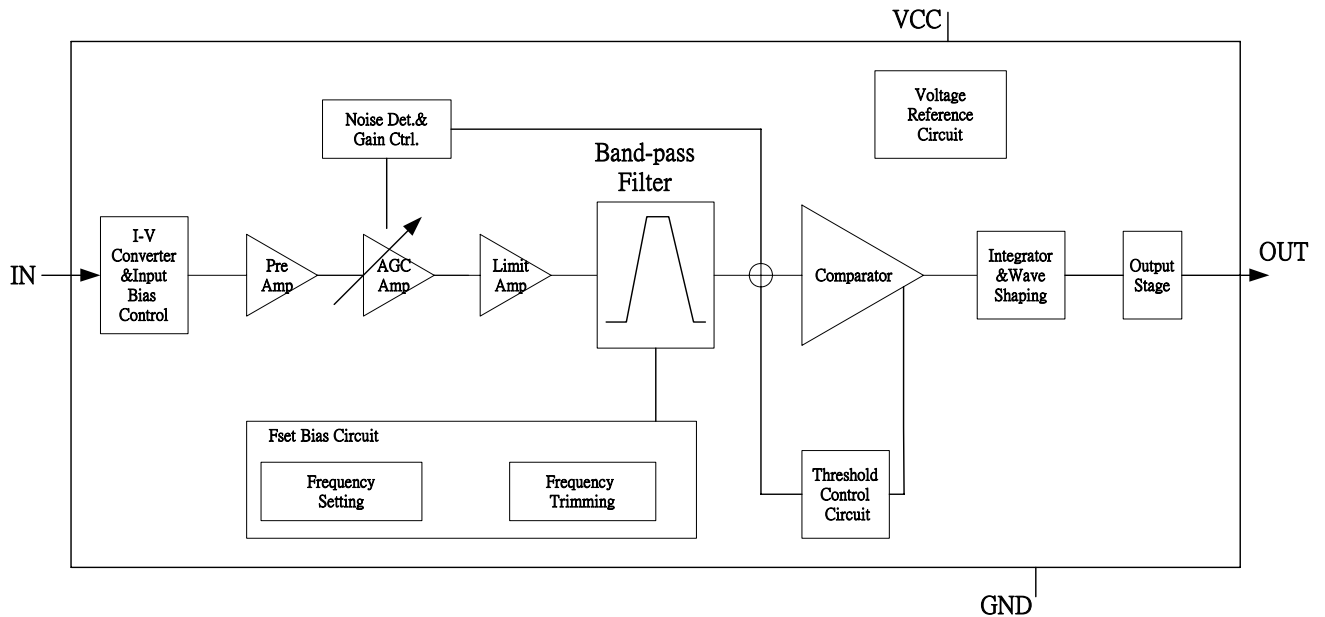 VCC
Voltage
Reference
Circuit
Noise Det.&
Gain Ctrl.
Band-pass
Filter
IN
I-V
Converter
&Input
Bias
Control
Pre
Amp
AGC
Amp
Limit
Amp
Comparator
Integrator
&Wave
Shaping
Output
Stage
OUT
Fset Bias Circuit
Frequency
Setting
Frequency
Trimming
Threshold
Control
Circuit
GND